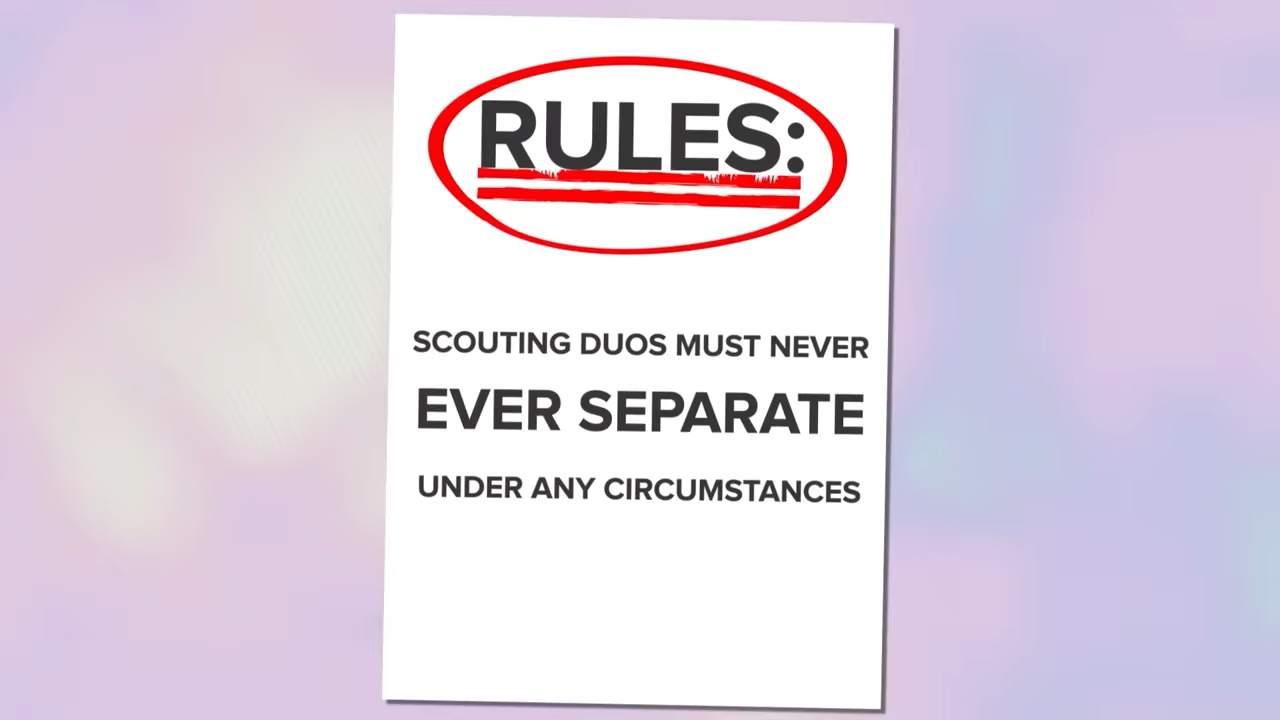 RULES:
SCOUTING DUOS MUST NEVER
EVER SEPARATE
UNDER ANY CIRCUMSTANCES